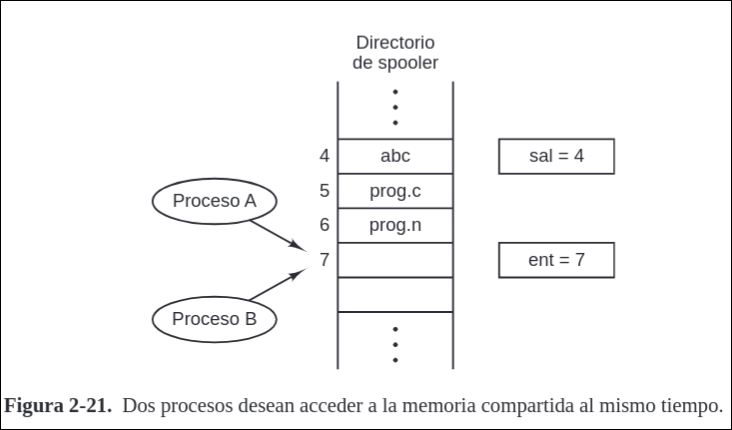 Directorio
de spooler
4 abc sal = 4
5 prog.c
Proceso A
6 prog.n
7 ent = 7
Proceso B
Figura 2-21. Dos procesos desean acceder a la memoria compartida al mismo tiempo.